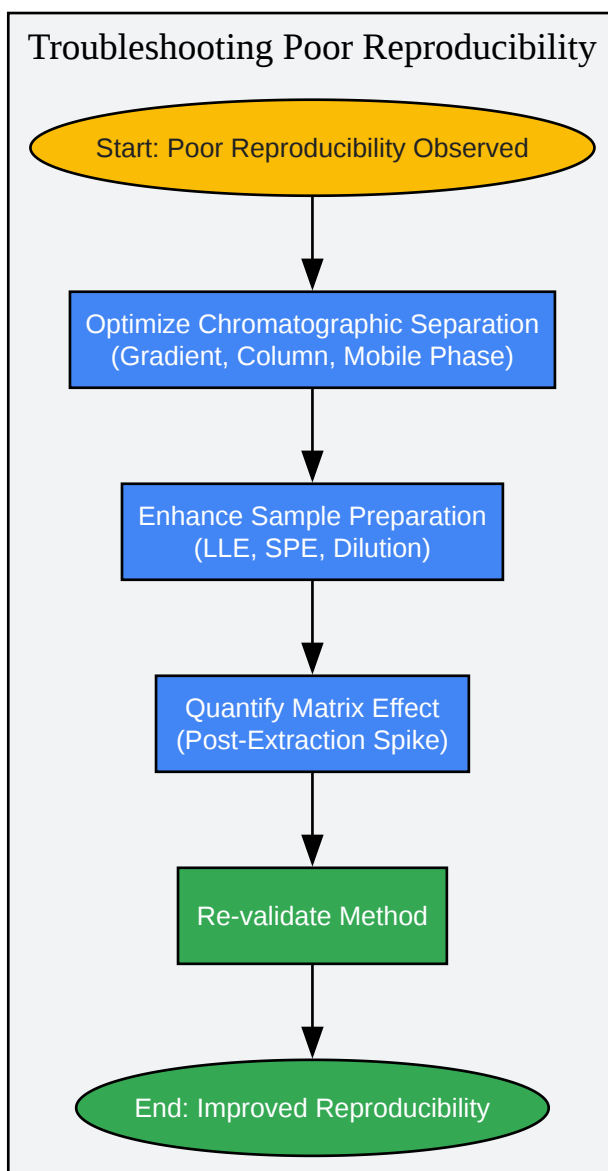 Troubleshooting Poor Reproducibility
Start: Poor Reproducibility Observed
Optimize Chromatographic Separation
(Gradient, Column, Mobile Phase)
Enhance Sample Preparation
(LLE, SPE, Dilution)
Quantify Matrix Effect
(Post-Extraction Spike)
Re-validate Method
End: Improved Reproducibility